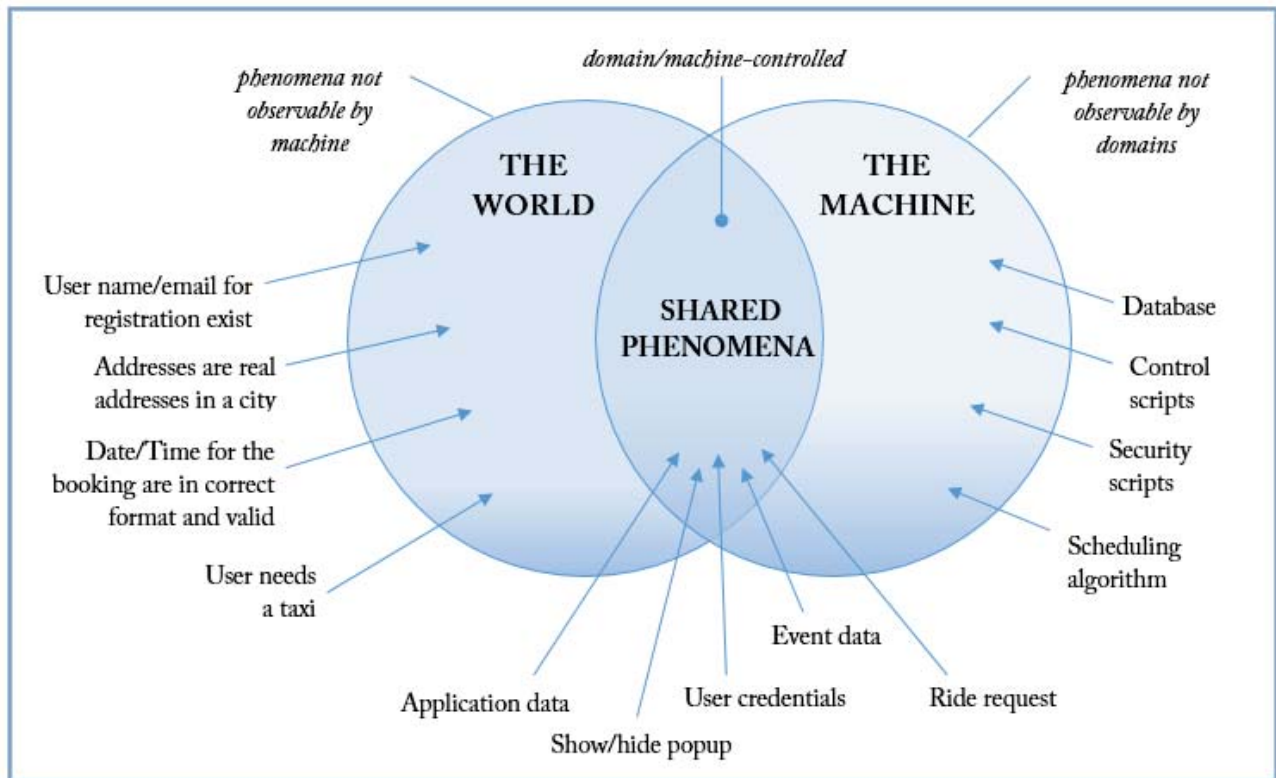 domain/machine-controlled
phenomena not
observable by
machine
phenomena not
observable by
domains
THE
WORLD
THE
MACHINE
SHARED
PHENOMENA
User name/email for
registration exist
Addresses are real
addresses in a city
Date/Time for the
booking are in correct
format and valid
User needs
a taxi
Database
Control
scripts
Security
scripts
Scheduling
algorithm
Application data
Show/hide popup
User credentials
Event data
Ride request